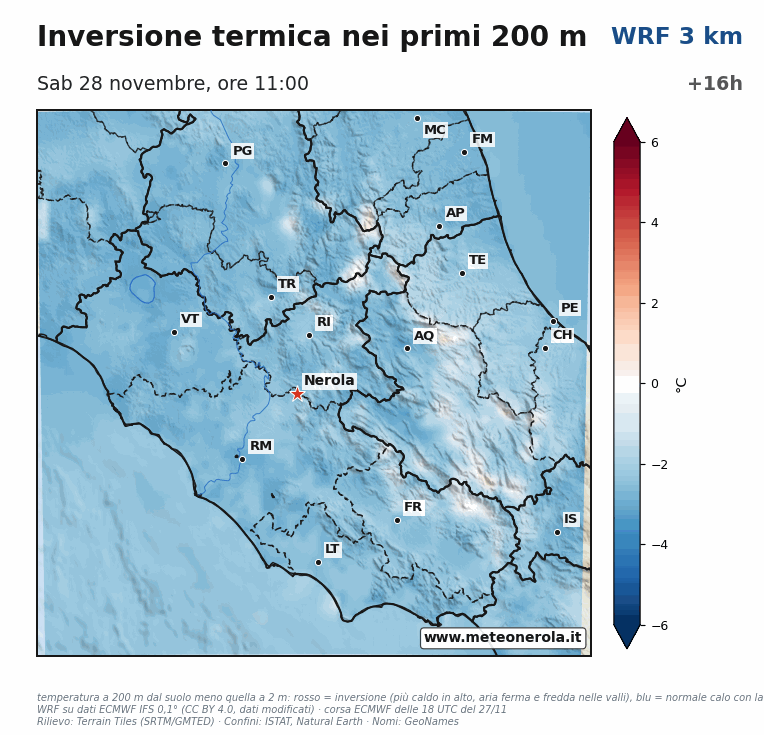 Inversione termica nei primi 200 m
WRF 3 km
Sab 28 novembre, ore 11:00
+16h
MC
FM
PG
AP
TE
TR
PE
VT
RI
AQ
CH
Nerola
RM
FR
IS
LT
www.meteonerola.it
6
4
2
0
−2
−4
−6
°C
temperatura a 200 m dal suolo meno quella a 2 m: rosso = inversione (più caldo in alto, aria ferma e fredda nelle valli), blu = normale calo con la
WRF su dati ECMWF IFS 0,1° (CC BY 4.0, dati modificati) · corsa ECMWF delle 18 UTC del 27/11
Rilievo: Terrain Tiles (SRTM/GMTED) · Confini: ISTAT, Natural Earth · Nomi: GeoNames